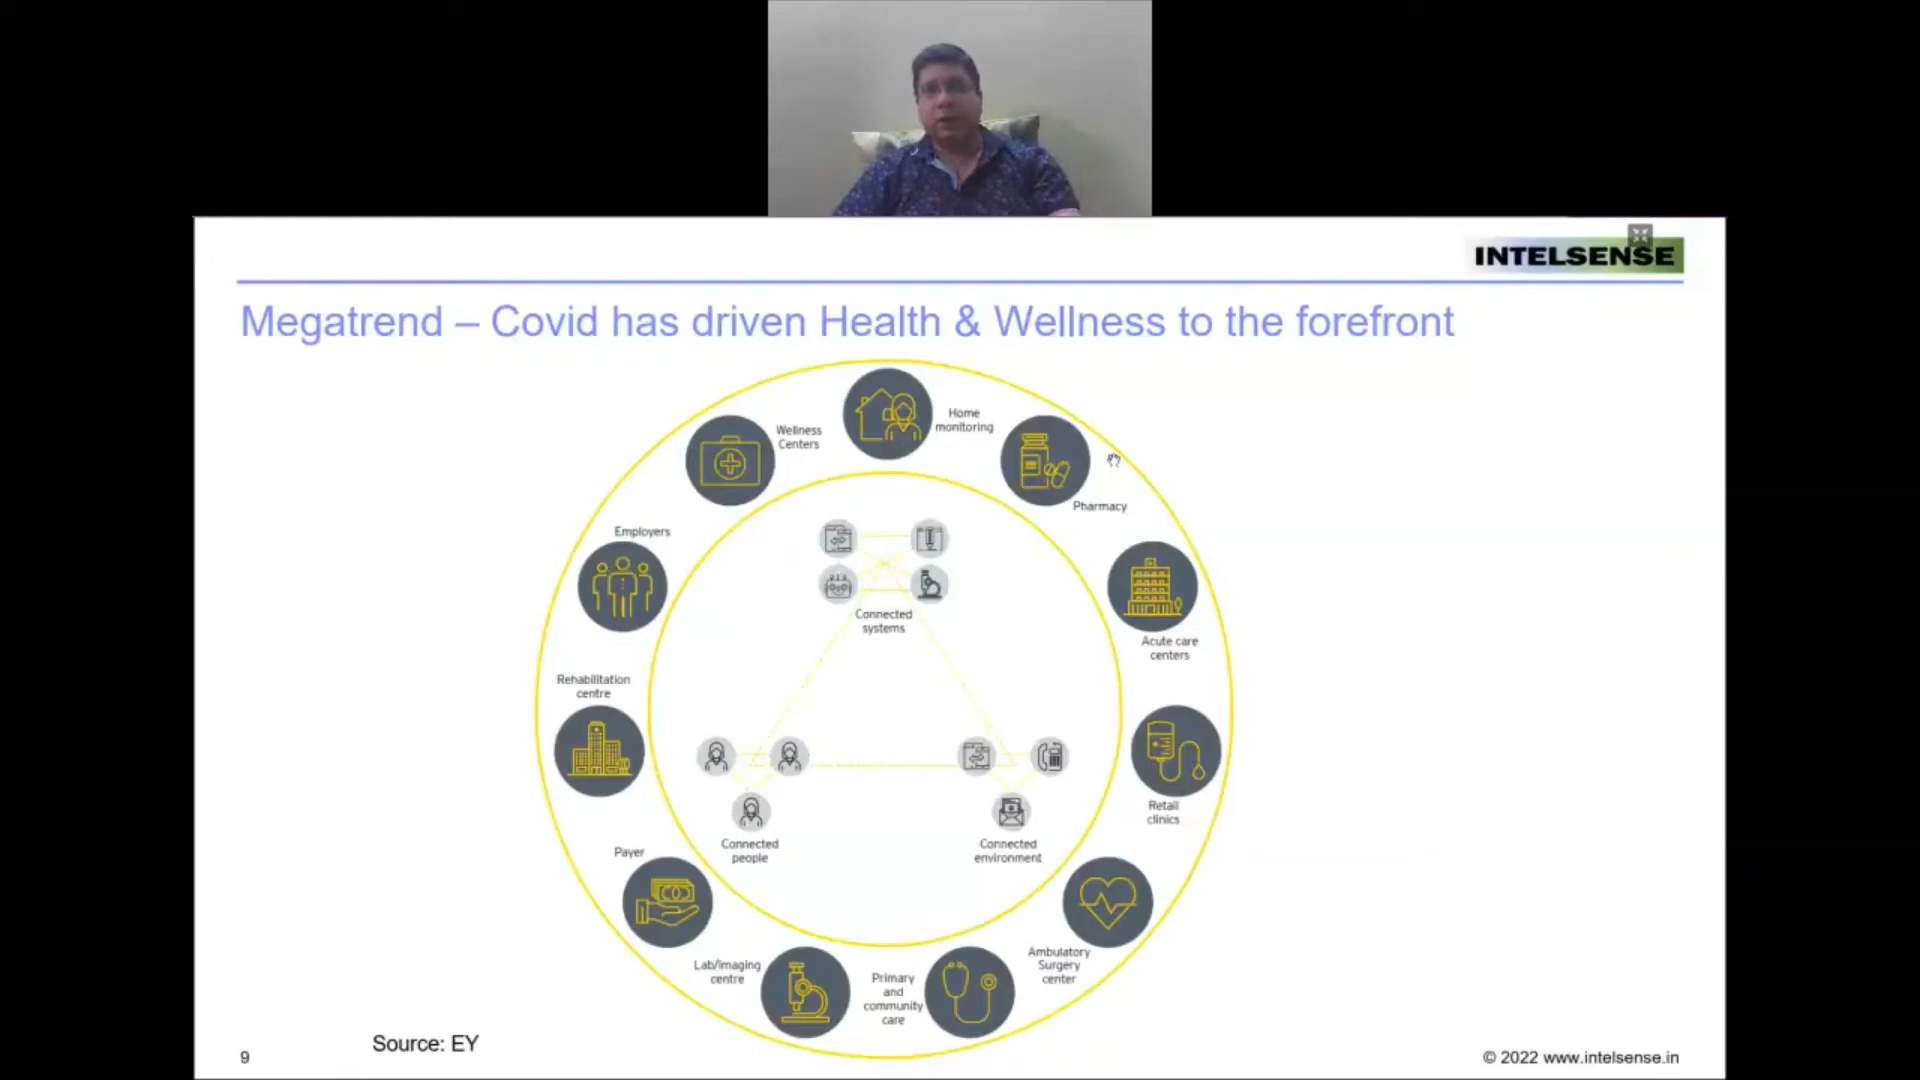 INTELSENSE
Megatrend – Covid has driven Health & Wellness to the forefront
Home
monitoring
Wellness
Centers
Pharmacy
Employers
Acute care
centers
Connected
systems
Rehabilitation
centre
Retail
clinics
Connected
people
Connected
environment
Payer
Ambulatory
Surgery
center
Lab/imaging
centre
Primary
and
community
care
Source: EY
9
© 2022 www.intelsense.in